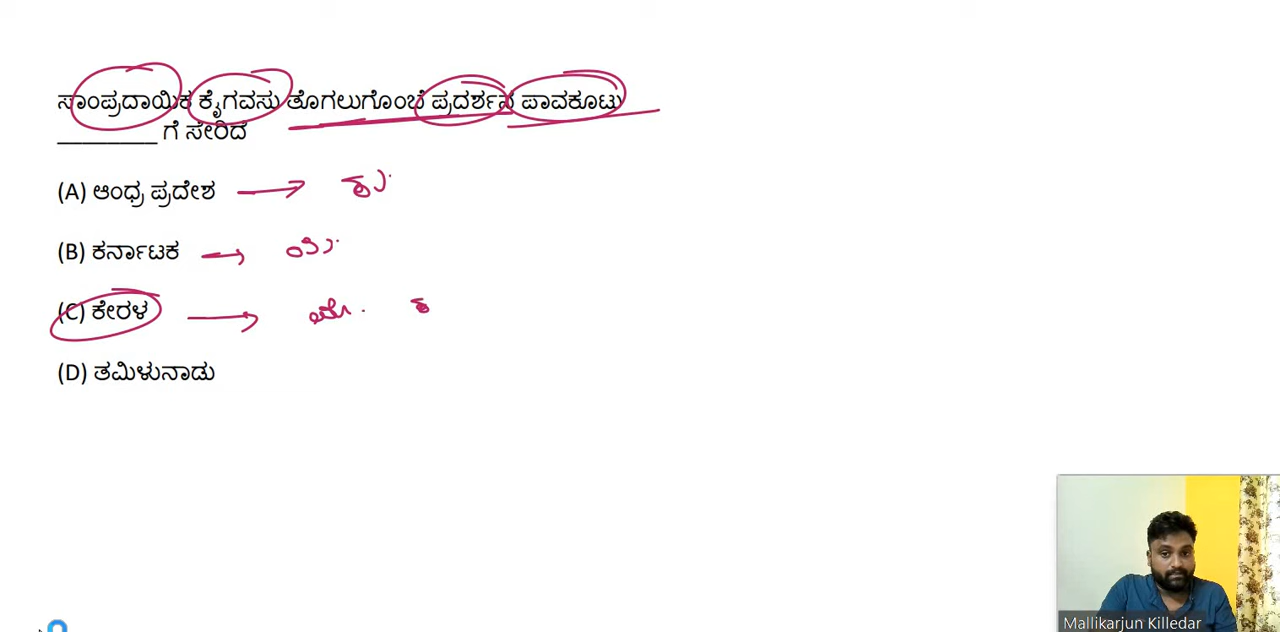 ಸಾಂಪ್ರದಾಯಿಕ ಕೈಗವಸು ತೊಗಲುಗೊಂಬೆ ಪ್ರದರ್ಶನ ಪಾವಕೂಟು
________ ಗೆ ಸೇರಿದೆ
(A) ಆಂಧ್ರ ಪ್ರದೇಶ
(B) ಕರ್ನಾಟಕ
(C) ಕೇರಳ
(D) ತಮಿಳುನಾಡು
Mallikarjun Killedar